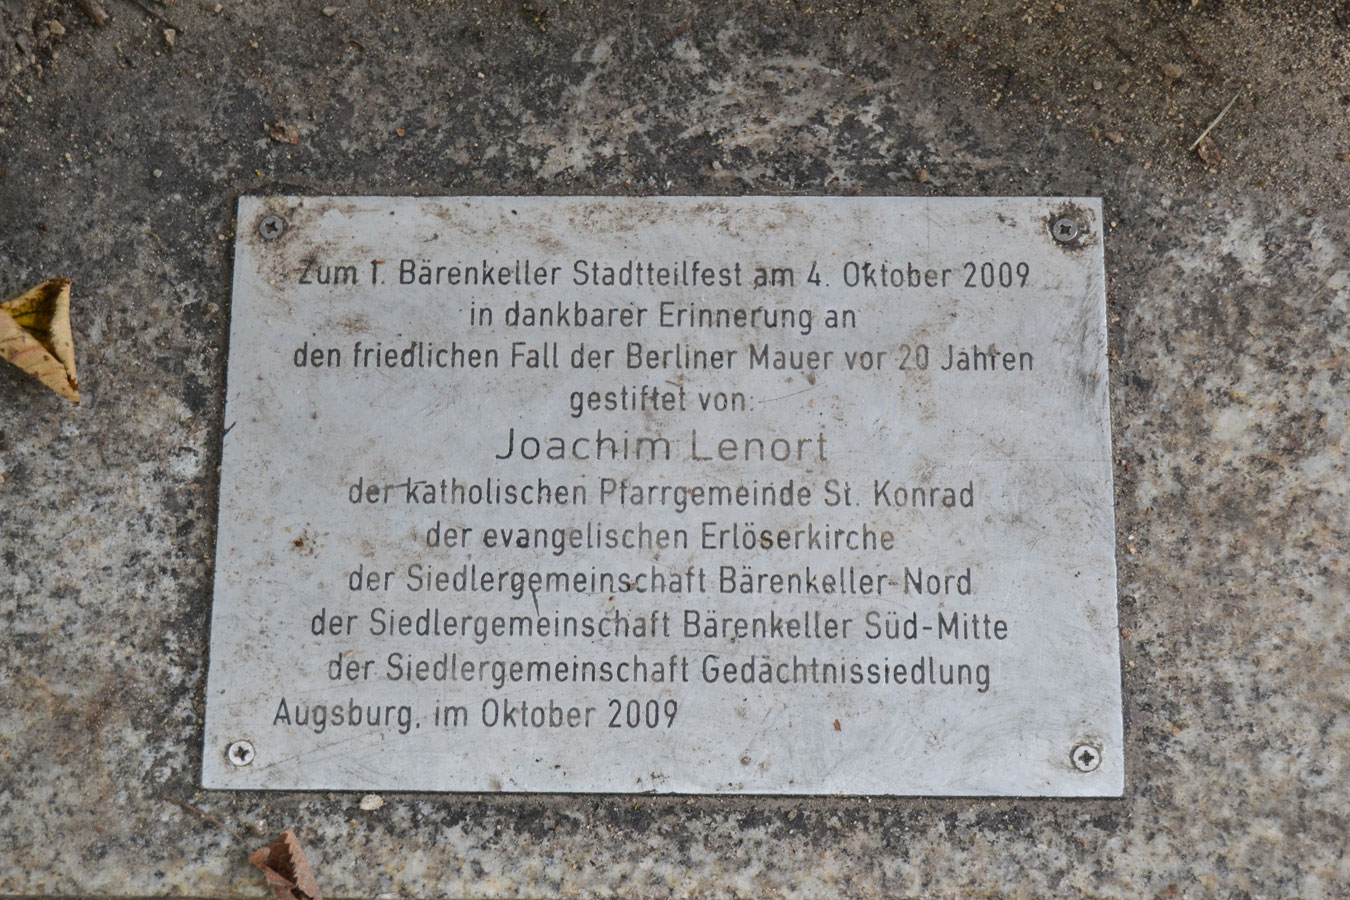 Zum 1. Bärenkeller Stadtteilfest am 4. Oktober 2009
in dankbarer Erinnerung an
den friedlichen Fall der Berliner Mauer vor 20 Jahren
gestiftet von:
Joachim Lenort
der katholischen Pfarrgemeinde St. Konrad
der evangelischen Erlöserkirche
der Siedlergemeinschaft Bärenkeller-Nord
der Siedlergemeinschaft Bärenkeller Süd-Mitte
der Siedlergemeinschaft Gedächtnissiedlung
Augsburg, im Oktober 2009